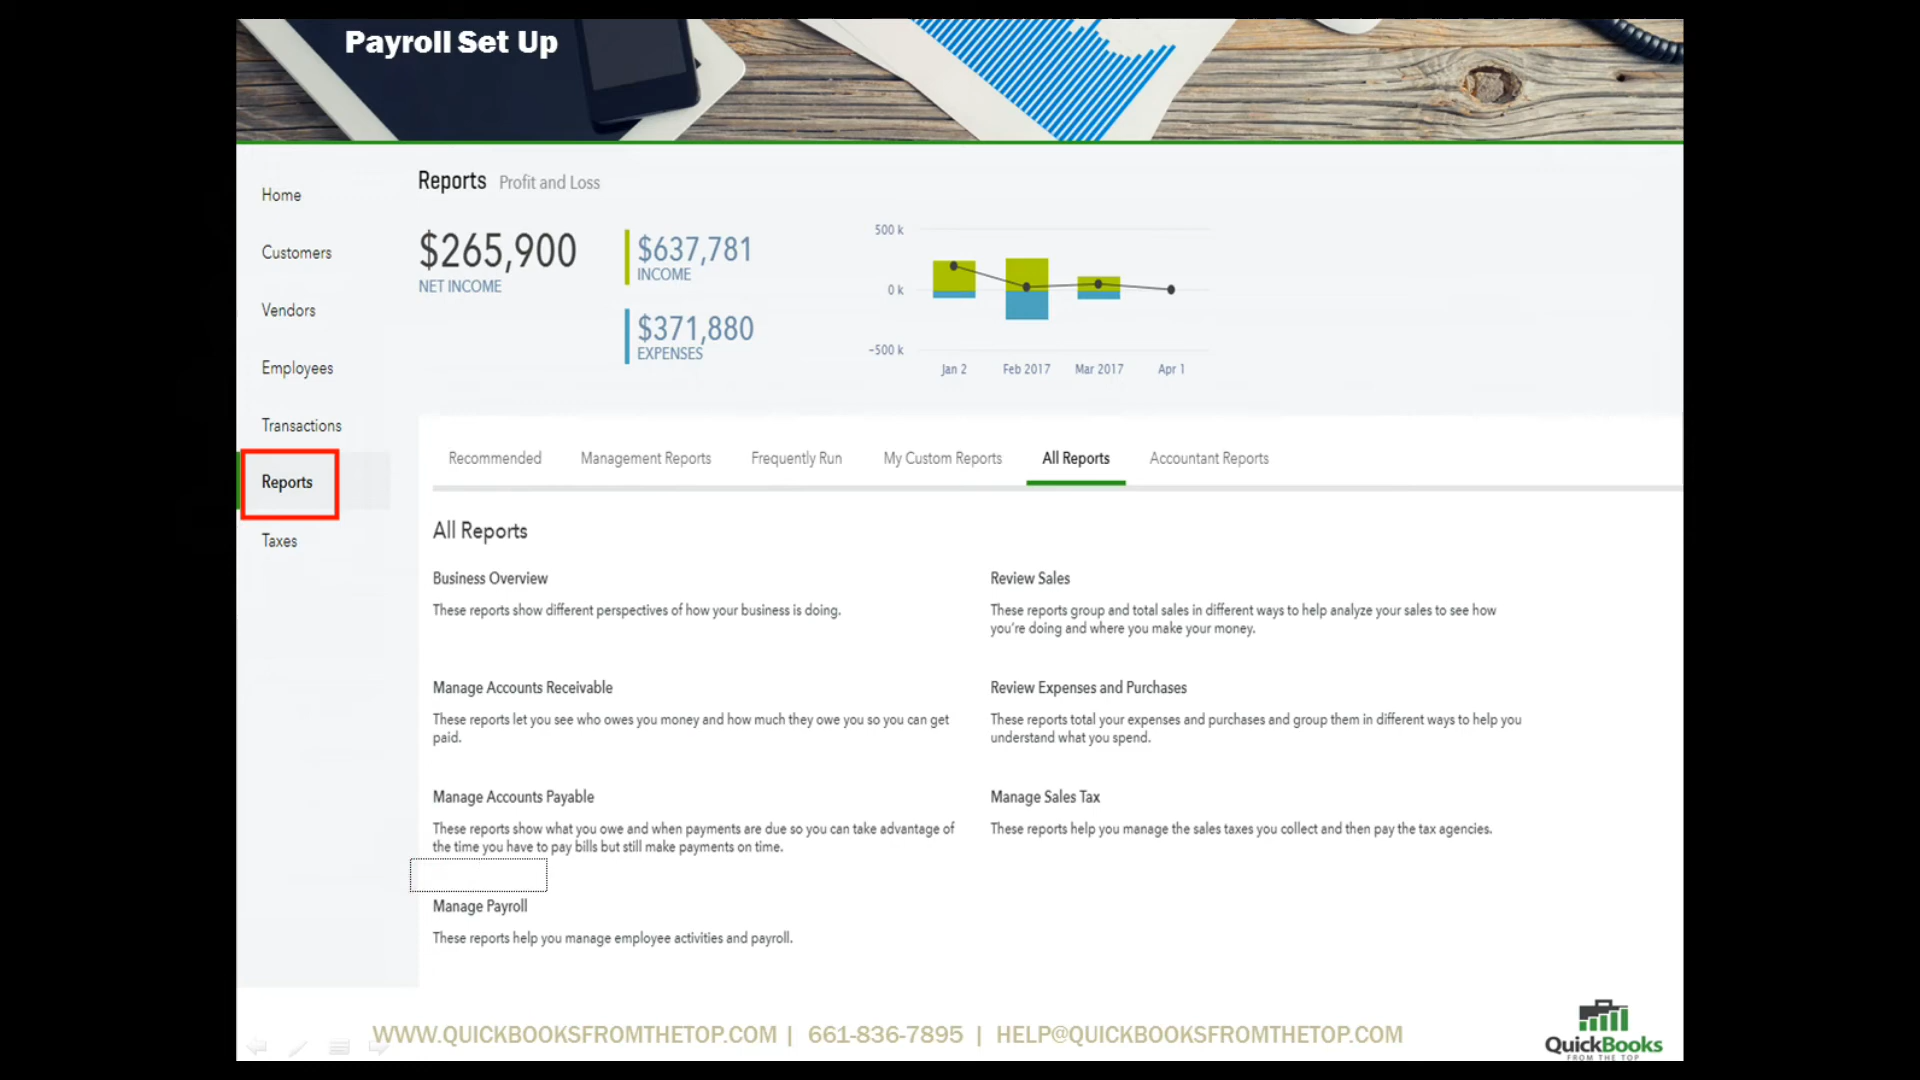 Payroll Set Up
Home
Customers
Vendors
Employees
Transactions
Reports
Taxes
Reports Profit and Loss
$265,900
NET INCOME
$637,781
INCOME
$371,880
EXPENSES
500 k
0 k
-500 k
Jan 2 Feb 2017 Mar 2017 Apr 1
Recommended Management Reports Frequently Run My Custom Reports All Reports Accountant Reports
All Reports
Business Overview
These reports show different perspectives of how your business is doing.
Review Sales
These reports group and total sales in different ways to help analyze your sales to see how
you're doing and where you make your money.
Manage Accounts Receivable
These reports let you see who owes you money and how much they owe you so you can get
paid.
Review Expenses and Purchases
These reports total your expenses and purchases and group them in different ways to help you
understand what you spend.
Manage Accounts Payable
These reports show what you owe and when payments are due so you can take advantage of
the time you have to pay bills but still make payments on time.
Manage Sales Tax
These reports help you manage the sales taxes you collect and then pay the tax agencies.
Manage Payroll
These reports help you manage employee activities and payroll.
WWW.QUICKBOOKSFROMTHETOP.COM | 661-836-7895 | HELP@QUICKBOOKSFROMTHETOP.COM
QuickBooks
FROM THE TOP